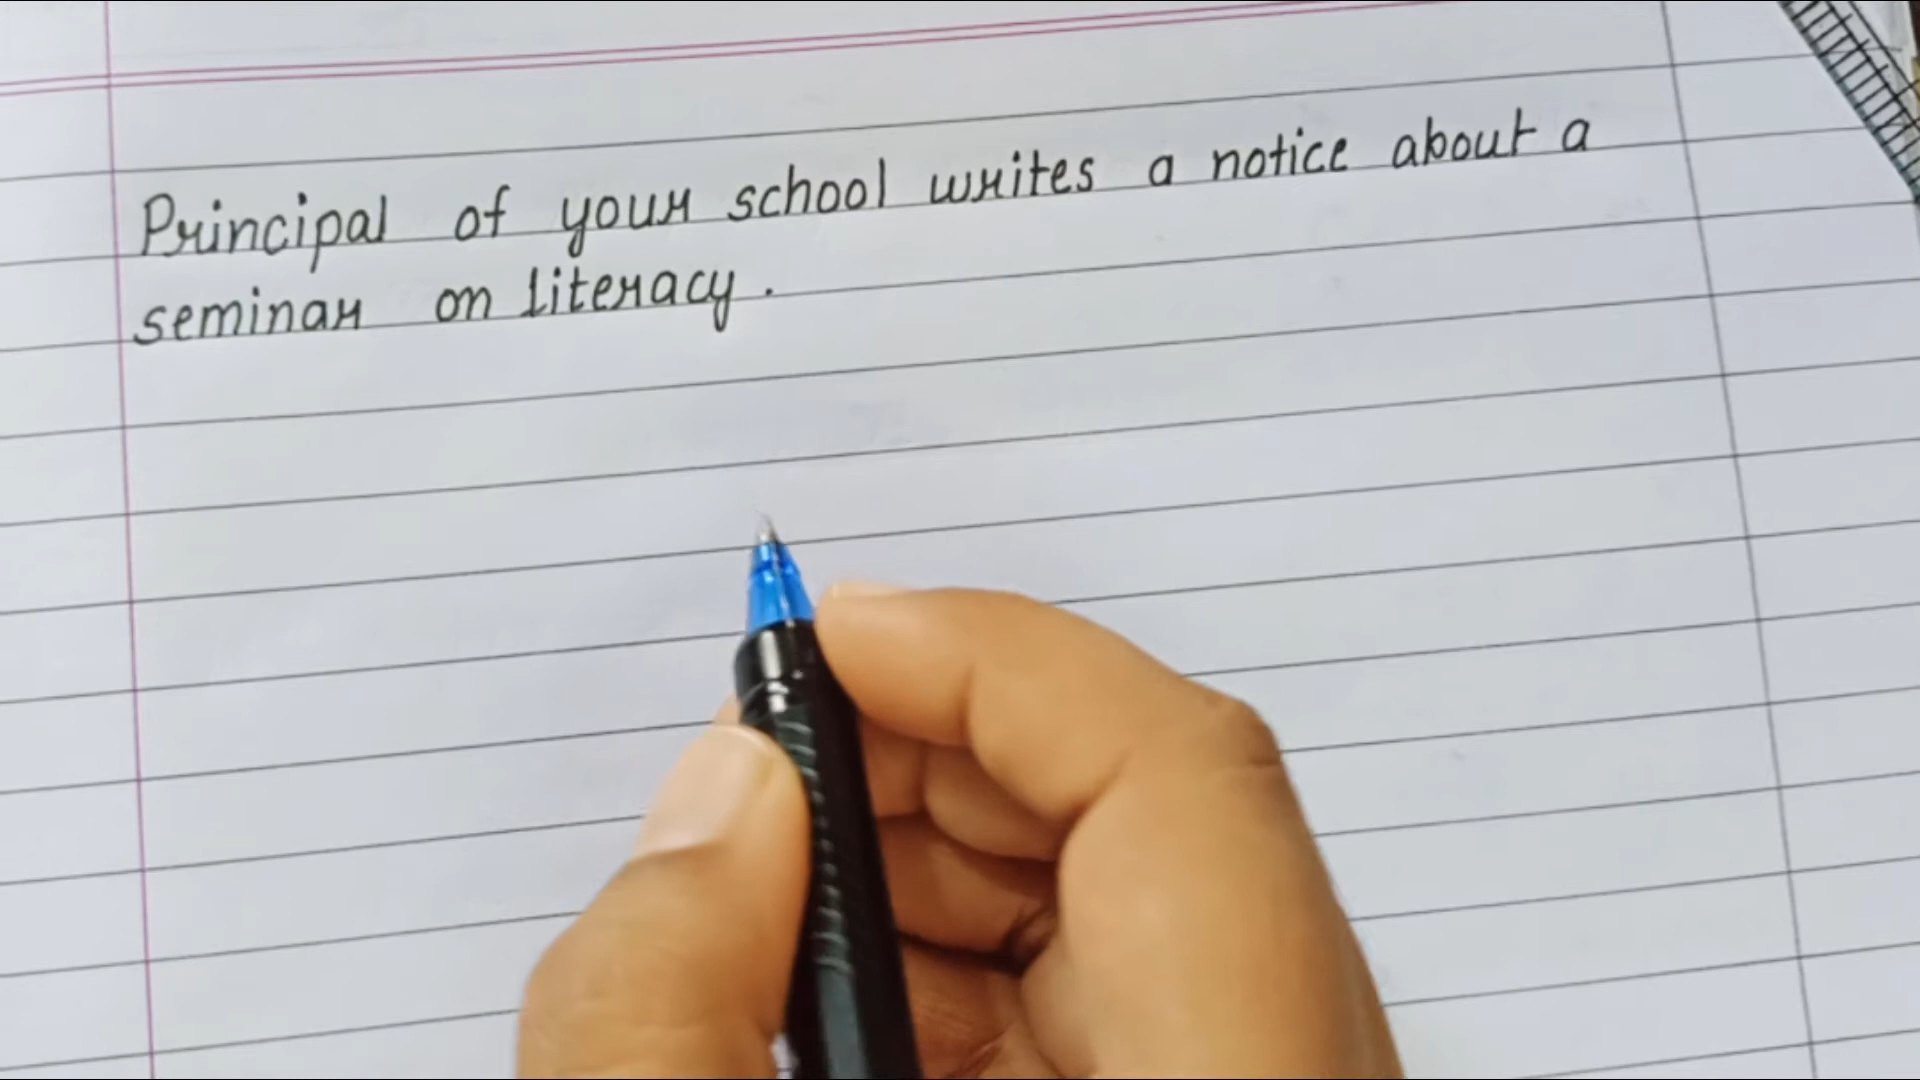 Principal of your school writes a notice about a
seminar on literacy.